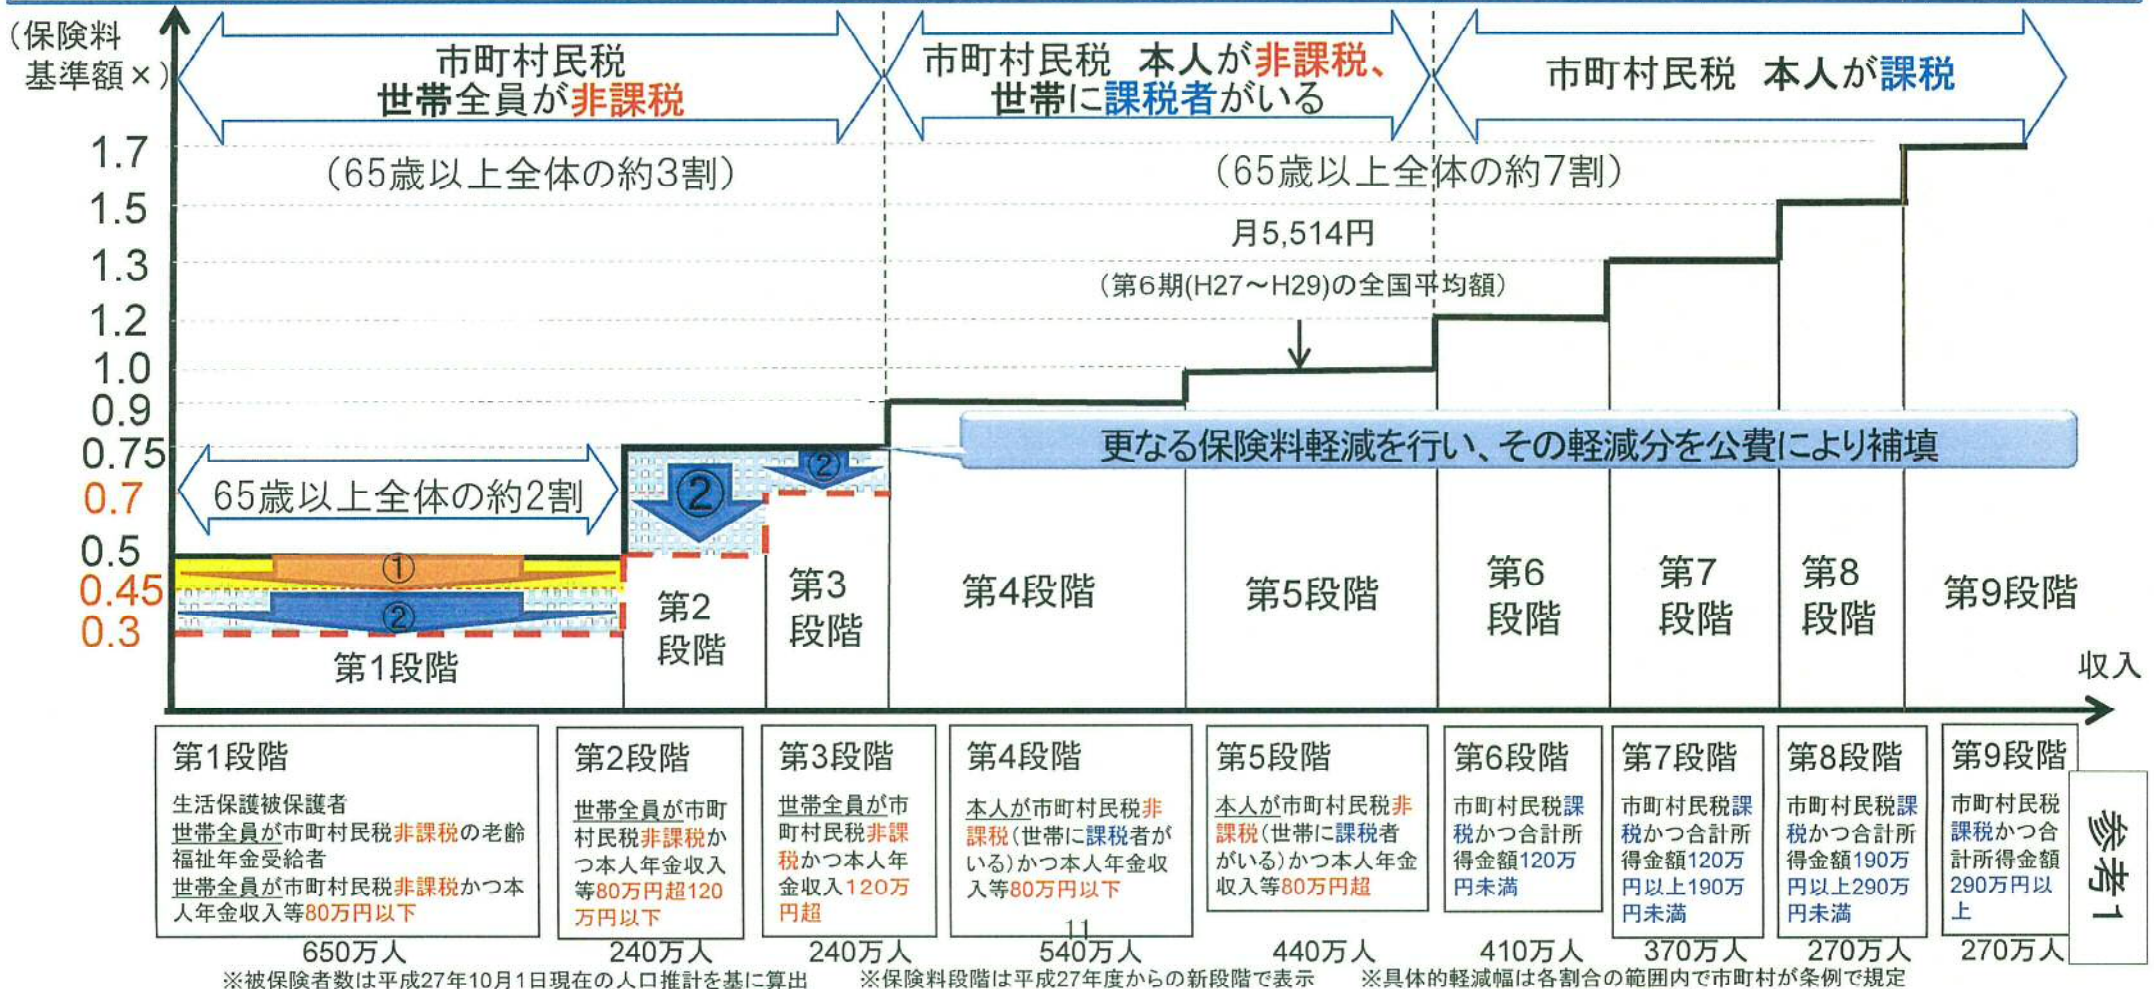 (保険料
基準額×)
市町村民税
世帯全員が非課税
市町村民税 本人が非課税、
世帯に課税者がいる
市町村民税 本人が課税
(65歳以上全体の約3割)
(65歳以上全体の約7割)
月5,514円
(第6期(H27～H29)の全国平均額)
1.7
1.5
1.3
1.2
1.0
0.9
0.75
0.7
0.5
0.45
0.3
更なる保険料軽減を行い、その軽減分を公費により補填
65歳以上全体の約2割
②
②
①
②
第1段階
第2
段階
第3
段階
第4段階
第5段階
第6
段階
第7
段階
第8
段階
第9段階
収入
第1段階
生活保護被保護者
世帯全員が市町村民税非課税の老齢
福祉年金受給者
世帯全員が市町村民税非課税かつ本
人年金収入等80万円以下
650万人
第2段階
世帯全員が市町
村民税非課税か
つ本人年金収入
等80万円超120
万円以下
240万人
第3段階
世帯全員が市
町村民税非課
税かつ本人年
金収入120万
円超
240万人
第4段階
本人が市町村民税非
課税(世帯に課税者が
いる)かつ本人年金収
入等80万円以下
11
540万人
第5段階
本人が市町村民税非
課税(世帯に課税者
がいる)かつ本人年金
収入等80万円超
440万人
第6段階
市町村民税課
税かつ合計所
得金額120万
円未満
410万人
第7段階
市町村民税課
税かつ合計所
得金額120万
円以上190万
円未満
370万人
第8段階
市町村民税課
税かつ合計所
得金額190万
円以上290万
円未満
270万人
第9段階
市町村民税
課税かつ合
計所得金額
290万円以
上
270万人
参考1
※被保険者数は平成27年10月1日現在の人口推計を基に算出 ※保険料段階は平成27年度からの新段階で表示 ※具体的軽減幅は各割合の範囲内で市町村が条例で規定